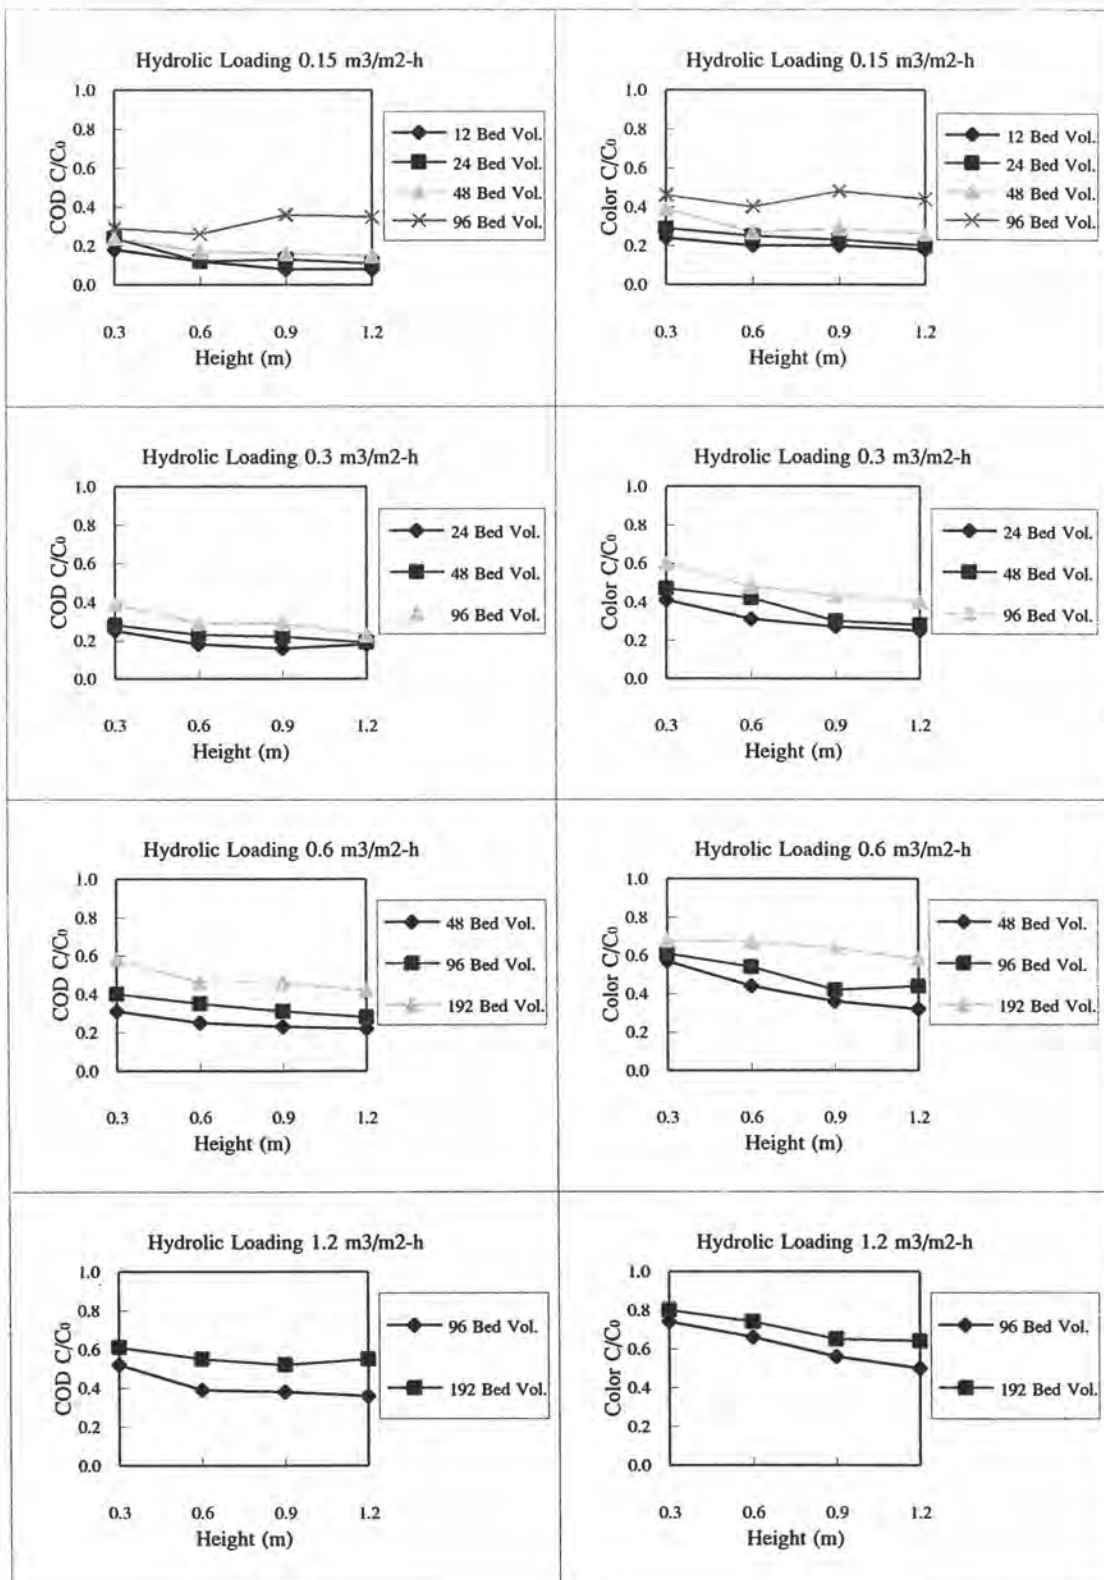 Hydrolic Loading 0.15 m3/m2-h
COD C/C0
1.0
0.8
0.6
0.4
0.2
0.0
0.3 0.6 0.9 1.2
Height (m)
12 Bed Vol.
24 Bed Vol.
48 Bed Vol.
96 Bed Vol.
Hydrolic Loading 0.15 m3/m2-h
Color C/C0
1.0
0.8
0.6
0.4
0.2
0.0
0.3 0.6 0.9 1.2
Height (m)
12 Bed Vol.
24 Bed Vol.
48 Bed Vol.
96 Bed Vol.
Hydrolic Loading 0.3 m3/m2-h
COD C/C0
1.0
0.8
0.6
0.4
0.2
0.0
0.3 0.6 0.9 1.2
Height (m)
24 Bed Vol.
48 Bed Vol.
96 Bed Vol.
Hydrolic Loading 0.3 m3/m2-h
Color C/C0
1.0
0.8
0.6
0.4
0.2
0.0
0.3 0.6 0.9 1.2
Height (m)
24 Bed Vol.
48 Bed Vol.
96 Bed Vol.
Hydrolic Loading 0.6 m3/m2-h
COD C/C0
1.0
0.8
0.6
0.4
0.2
0.0
0.3 0.6 0.9 1.2
Height (m)
48 Bed Vol.
96 Bed Vol.
192 Bed Vol.
Hydrolic Loading 0.6 m3/m2-h
Color C/C0
1.0
0.8
0.6
0.4
0.2
0.0
0.3 0.6 0.9 1.2
Height (m)
48 Bed Vol.
96 Bed Vol.
192 Bed Vol.
Hydrolic Loading 1.2 m3/m2-h
COD C/C0
1.0
0.8
0.6
0.4
0.2
0.0
0.3 0.6 0.9 1.2
Height (m)
96 Bed Vol.
192 Bed Vol.
Hydrolic Loading 1.2 m3/m2-h
Color C/C0
1.0
0.8
0.6
0.4
0.2
0.0
0.3 0.6 0.9 1.2
Height (m)
96 Bed Vol.
192 Bed Vol.